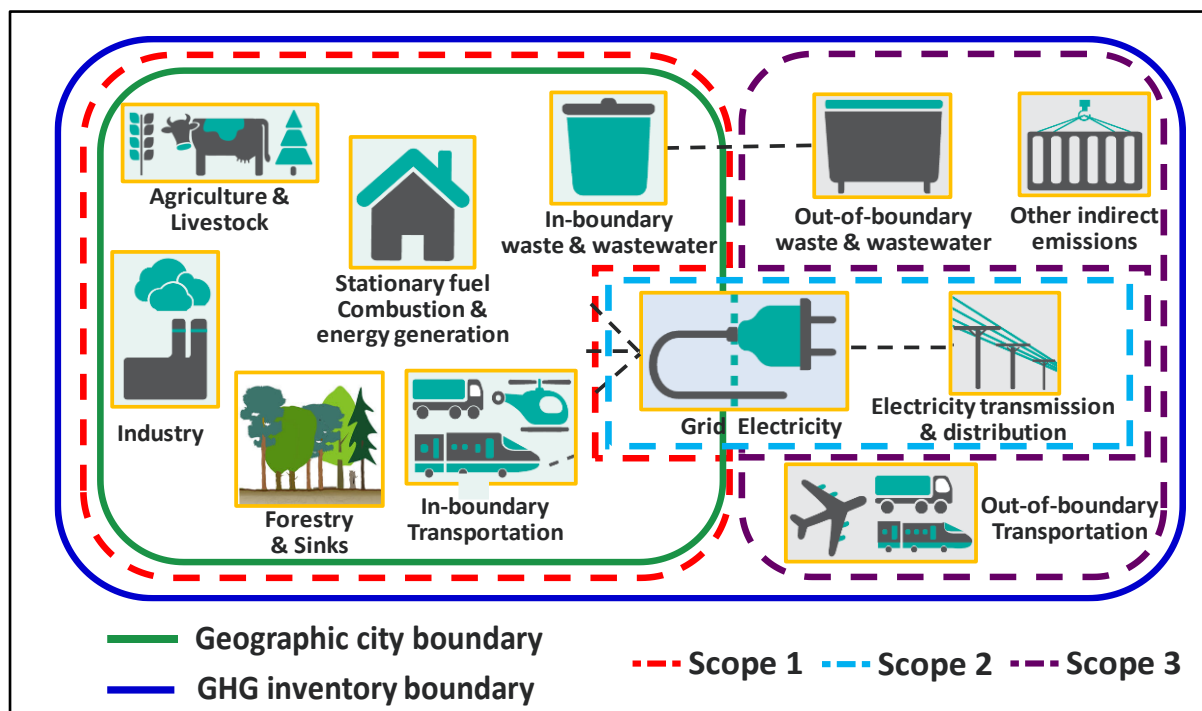 Agriculture &
Livestock
Stationary fuel
Combustion &
energy generation
In-boundary
waste & wastewater
Out-of-boundary
waste & wastewater
Other indirect
emissions
Industry
Forestry
& Sinks
In-boundary
Transportation
Grid Electricity
Electricity transmission
& distribution
Out-of-boundary
Transportation
Geographic city boundary
GHG inventory boundary
Scope 1
Scope 2
Scope 3